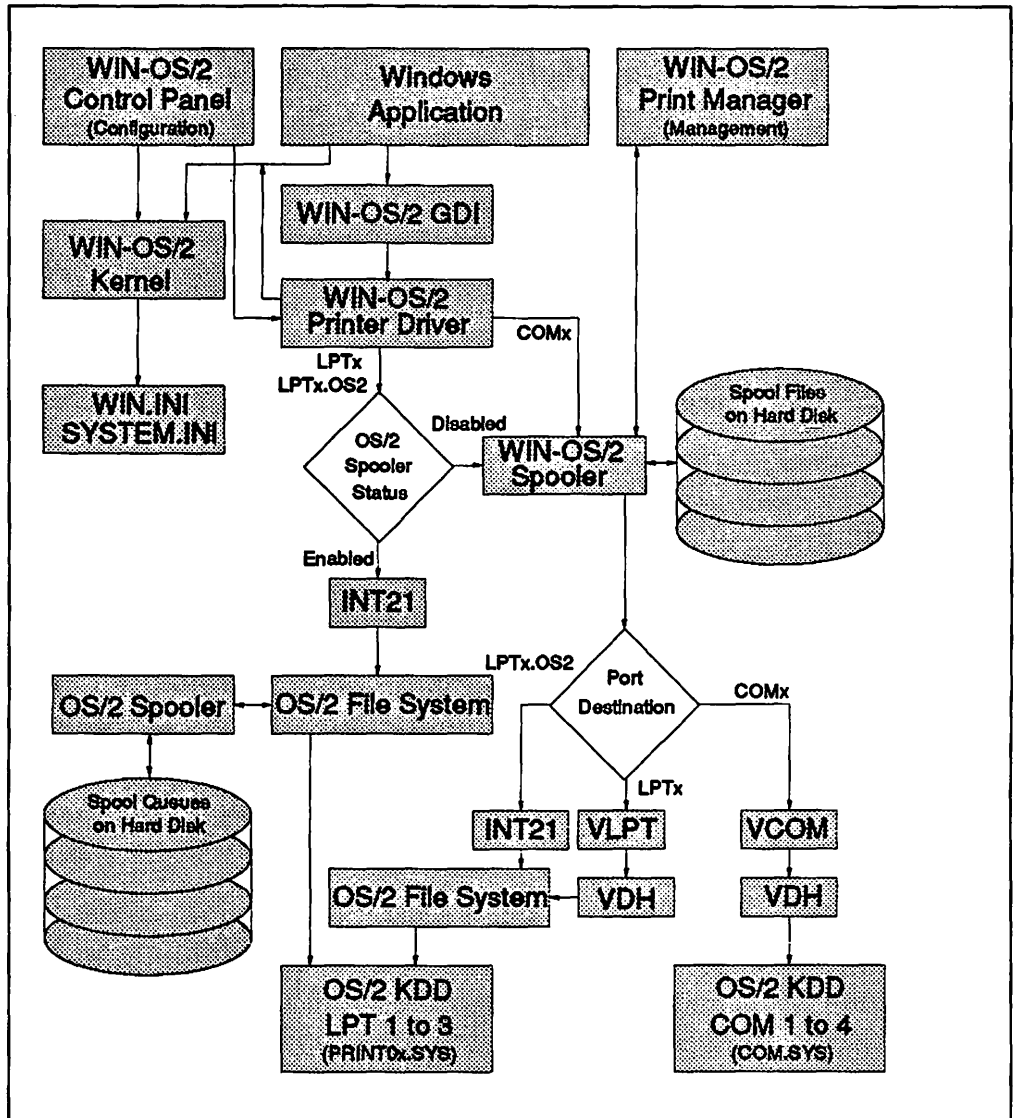 WIN-OS/2
Control Panel
(Configuration)
Windows
Application
WIN-OS/2
Print Manager
(Management)
WIN-OS/2 GDI
WIN-OS/2
Kernel
WIN-OS/2
Printer Driver
COMx
LPTx
LPTx.OS2
WIN.INI
SYSTEM.INI
OS/2
Spooler
Status
Disabled
WIN-OS/2
Spooler
Spool Files
on Hard Disk
Enabled
INT21
OS/2 Spooler
OS/2 File System
LPTx.OS2
Port
Destination
COMx
LPTx
Spool Queues
on Hard Disk
INT21
VLPT
VCOM
OS/2 File System
VDH
VDH
OS/2 KDD
LPT 1 to 3
(PRINT0x.SYS)
OS/2 KDD
COM 1 to 4
(COM.SYS)